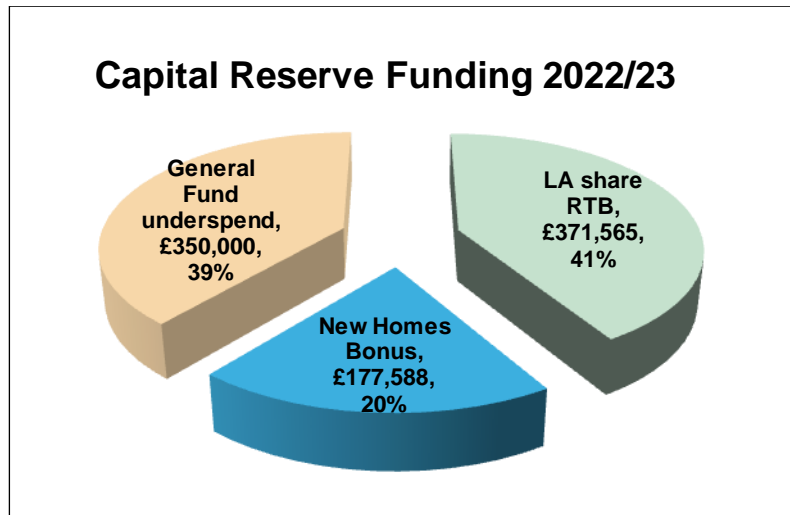 Capital Reserve Funding 2022/23
General
Fund
underspend,
£350,000,
39%
LA share
RTB,
£371,565,
41%
New Homes
Bonus,
£177,588,
20%